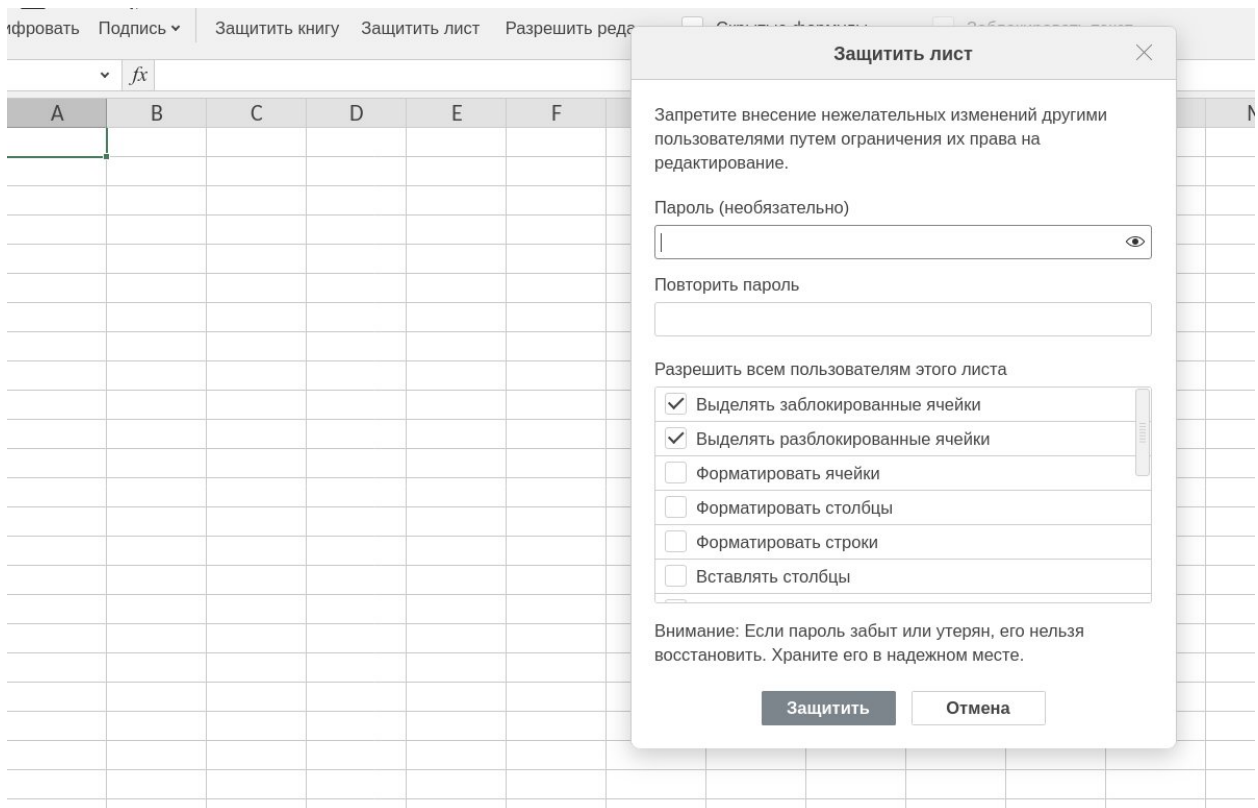 Подпись Защитить книгу Защитить лист Разрешить
fx
A B C D E F
Защитить лист
Запретите внесение нежелательных изменений другими
пользователями путем ограничения их права на
редактирование.
Пароль (необязательно)
Повторить пароль
Разрешить всем пользователям этого листа
Выделять заблокированные ячейки
Выделять разблокированные ячейки
Форматировать ячейки
Форматировать столбцы
Форматировать строки
Вставлять столбцы
Внимание: Если пароль забыт или утерян, его нельзя
восстановить. Храните его в надежном месте.
Защитить Отмена